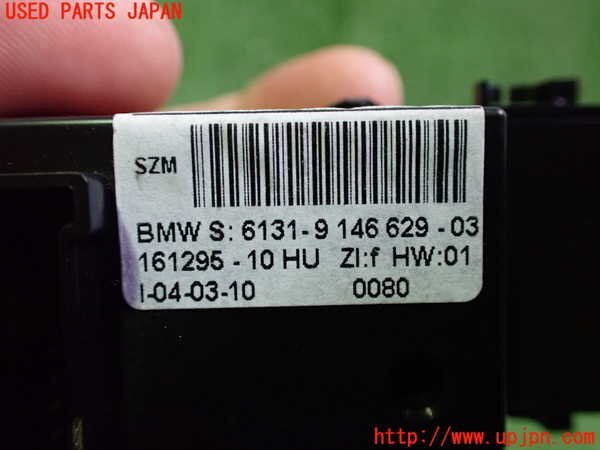 USED PARTS JAPAN
SZM
BMW S: 6131-9 146 629 - 03
161295 - 10 HU ZI:f HW:01
I-04-03-10 0080
http://www.upjpn.com/